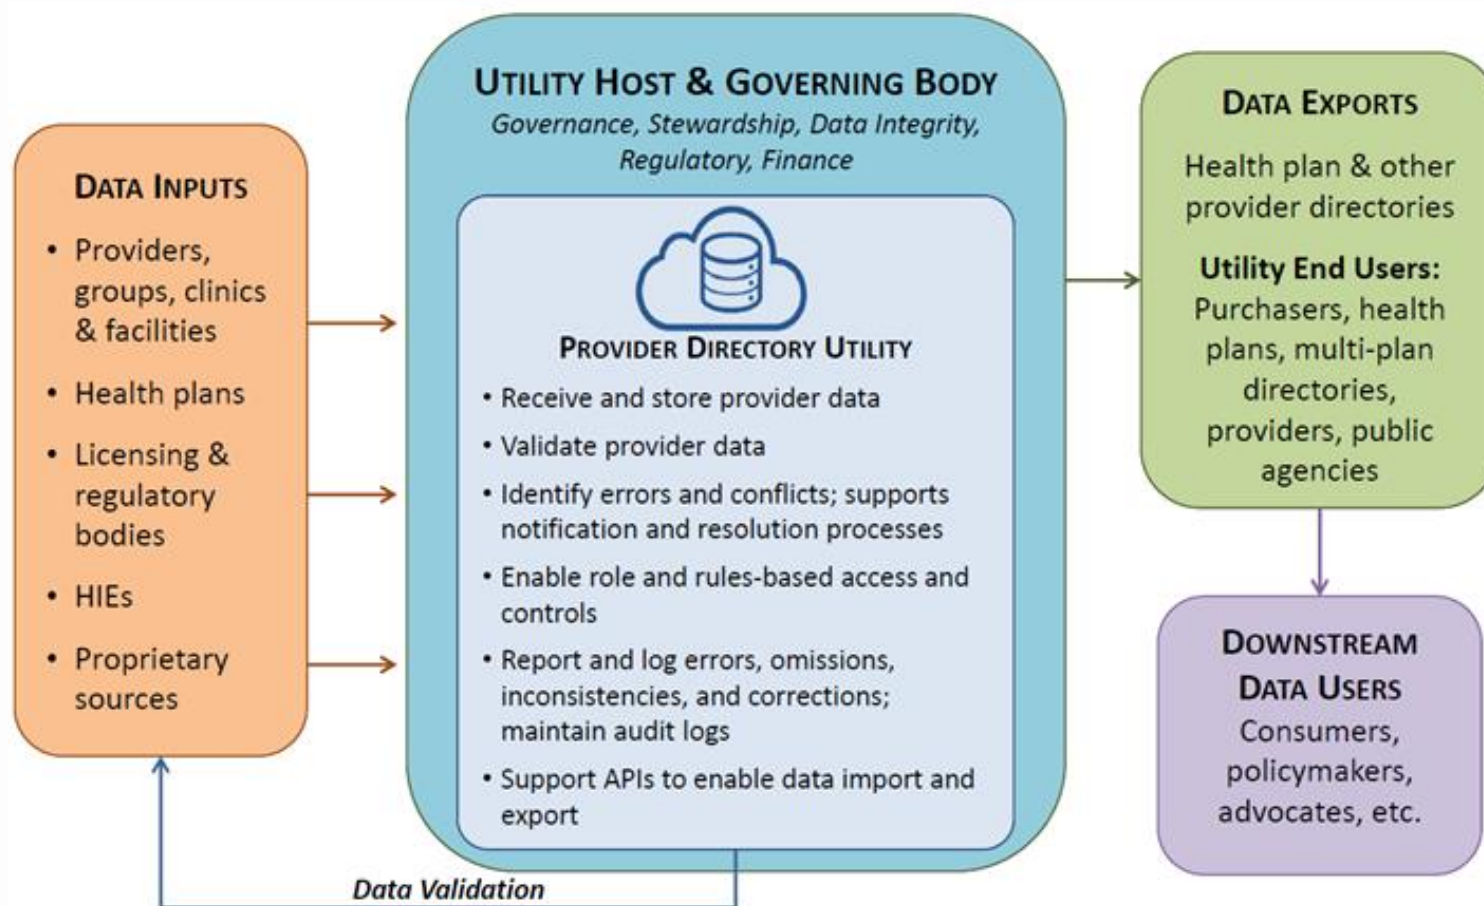 DATA INPUTS
• Providers,
groups, clinics
& facilities
• Health plans
• Licensing &
regulatory
bodies
• HIEs
• Proprietary
sources
UTILITY HOST & GOVERNING BODY
Governance, Stewardship, Data Integrity,
Regulatory, Finance
PROVIDER DIRECTORY UTILITY
• Receive and store provider data
• Validate provider data
• Identify errors and conflicts; supports
notification and resolution processes
• Enable role and rules-based access and
controls
• Report and log errors, omissions,
inconsistencies, and corrections;
maintain audit logs
• Support APIs to enable data import and
export
Data Validation
DATA EXPORTS
Health plan & other
provider directories
Utility End Users:
Purchasers, health
plans, multi-plan
directories,
providers, public
agencies
DOWNSTREAM
DATA USERS
Consumers,
policymakers,
advocates, etc.